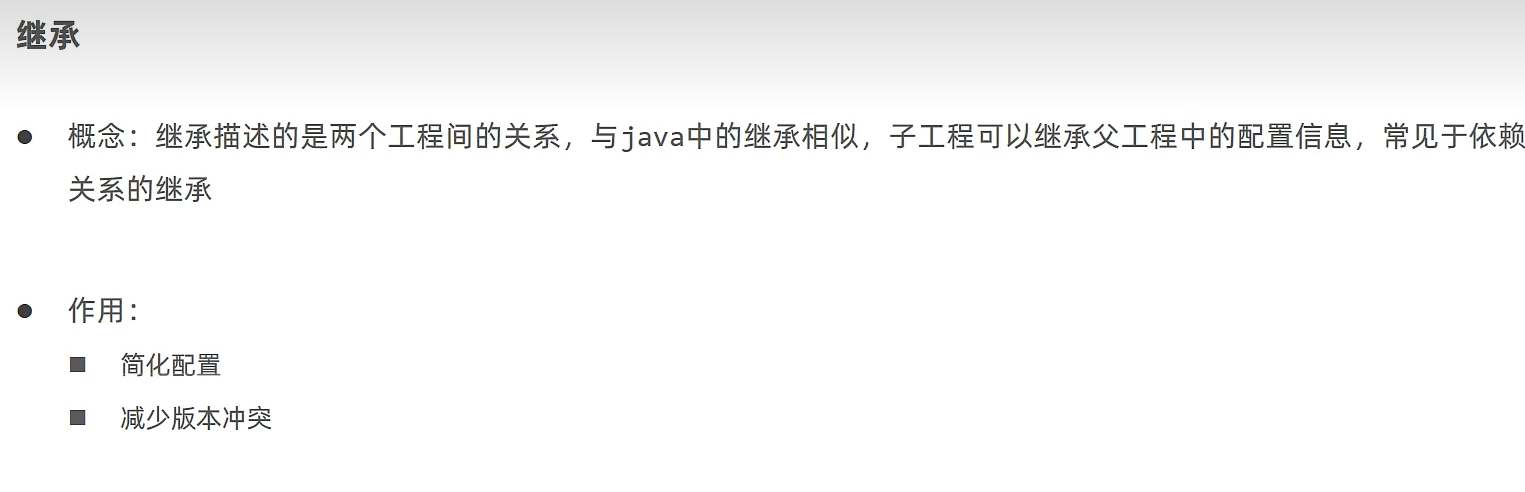 继承
● 概念：继承描述的是两个工程间的关系，与java中的继承相似，子工程可以继承父工程中的配置信息，常见于依赖
关系的继承
● 作用：
■ 简化配置
■ 减少版本冲突